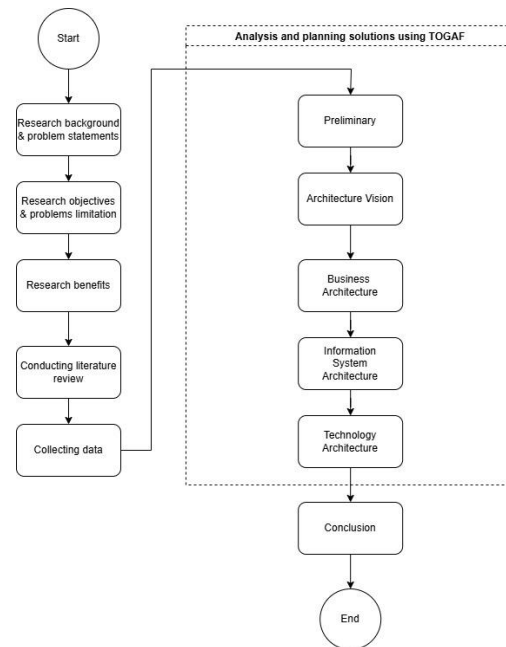 Start
Research background
& problem statements
Research objectives
& problems limitation
Research benefits
Conducting literature
review
Collecting data
Analysis and planning solutions using TOGAF
Preliminary
Architecture Vision
Business
Architecture
Information
System
Architecture
Technology
Architecture
Conclusion
End